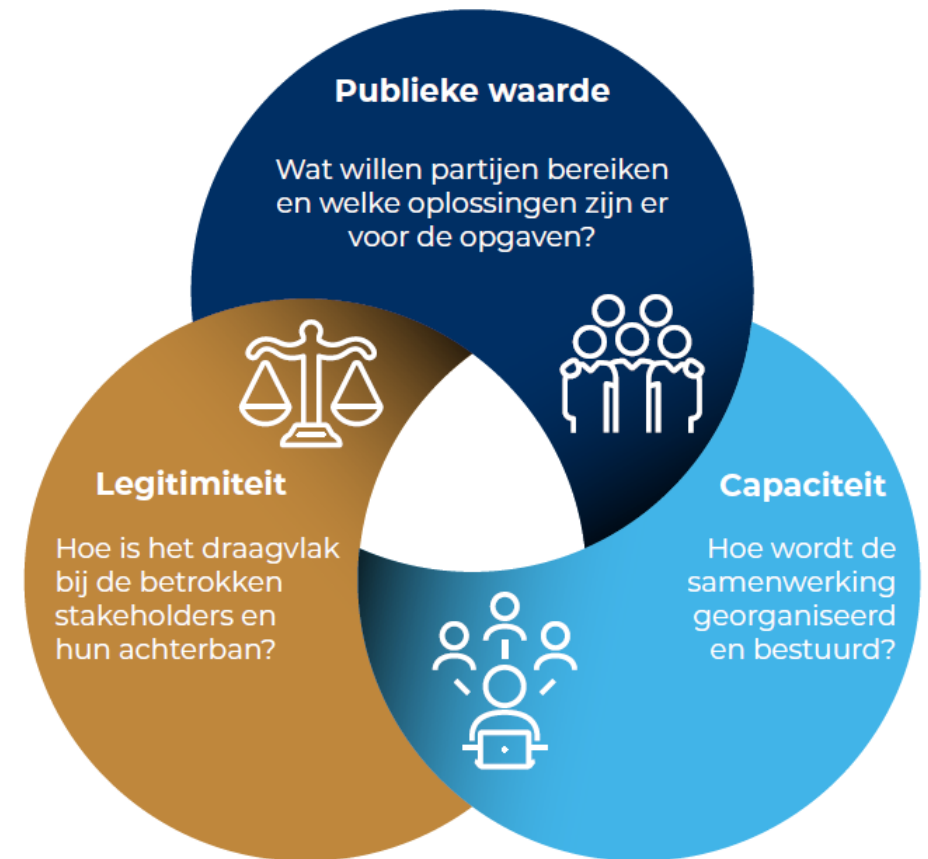 Publieke waarde
Wat willen partijen bereiken
en welke oplossingen zijn er
voor de opgaven?
Legitimiteit
Hoe is het draagvlak
bij de betrokken
stakeholders en
hun achterban?
Capaciteit
Hoe wordt de
samenwerking
georganiseerd
en bestuurd?